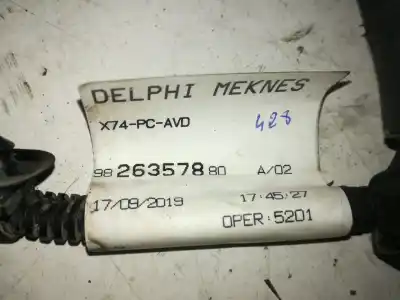 DELPHI MEKNES
X74-PC-AVD
428
98 263578 80 A/02
17/09/2019 17:45:27
OPER:5201